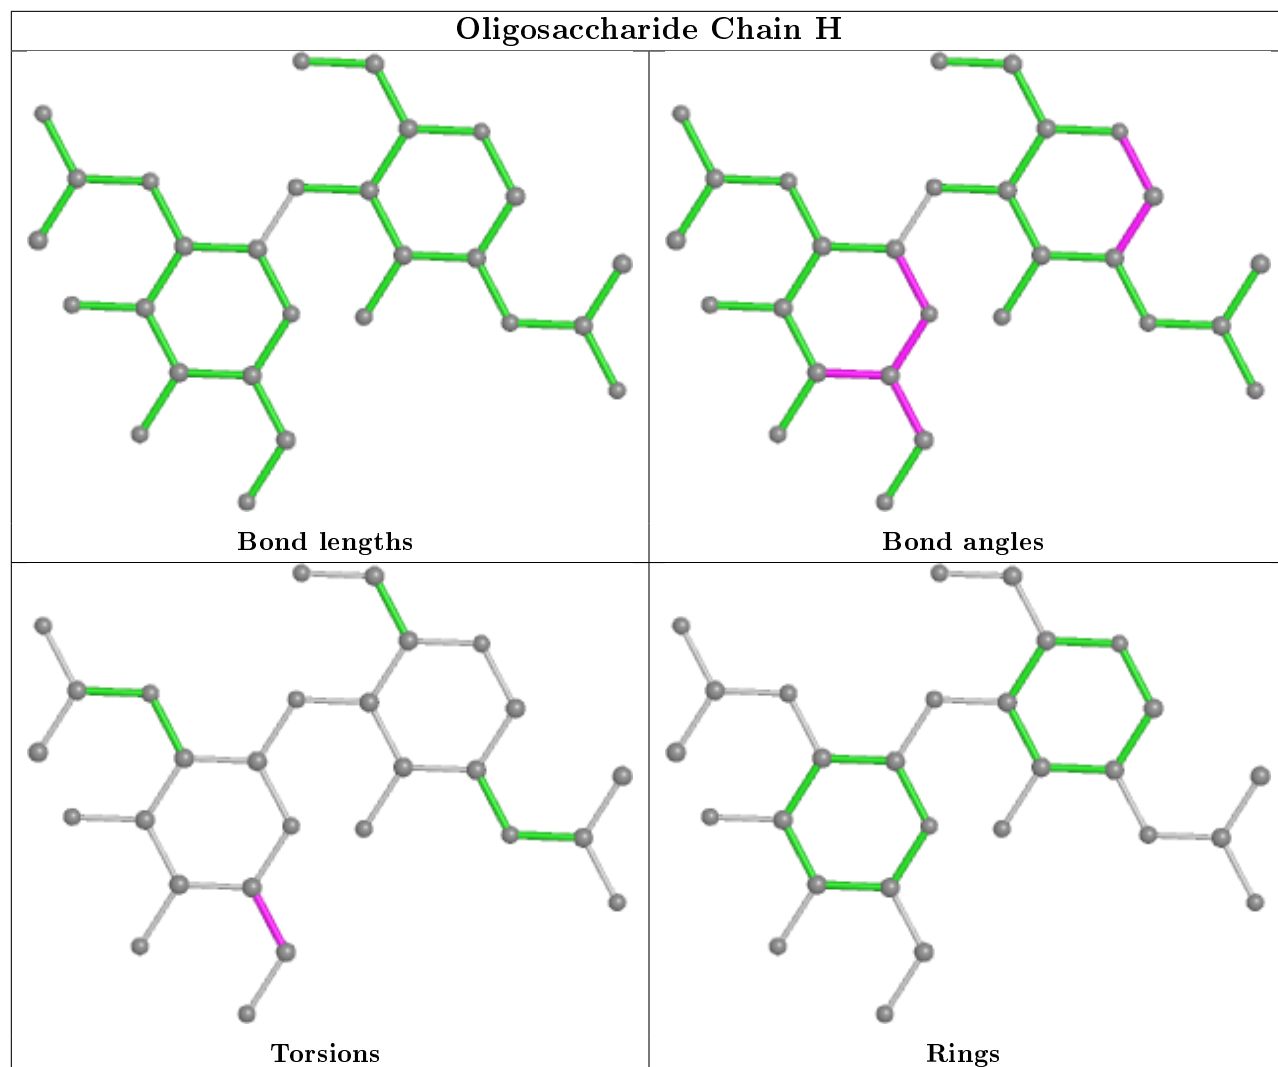 Oligosaccharide Chain H
Bond lengths
Bond angles
Torsions
Rings